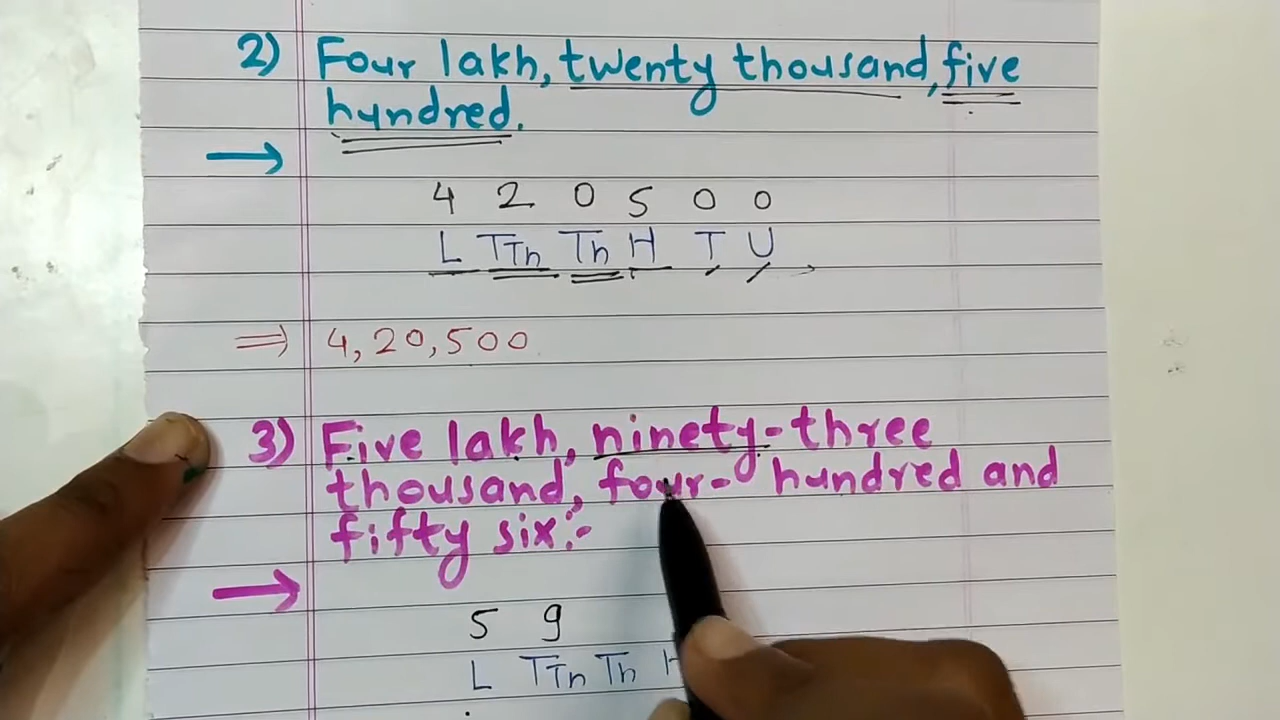 2) Four lakh, twenty thousand, five
hundred.
4 2 0 5 0 0
L TTh Th H T U
⇒ 4,20,500
3) Five lakh, ninety-three
thousand, four- hundred and
fifty six:-
5 9
L TTh Th H